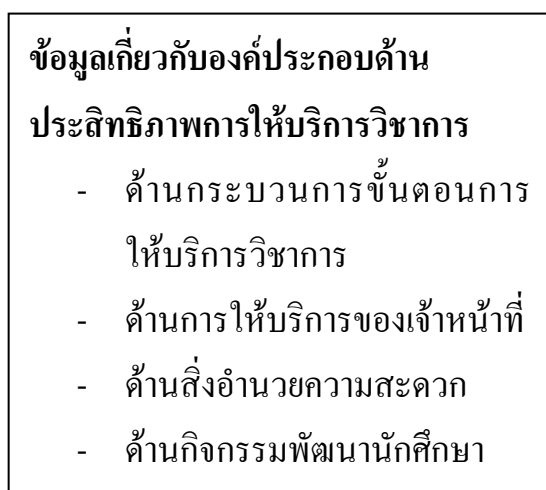 ข้อมูลเกี่ยวกับองค์ประกอบด้าน
ประสิทธิภาพการให้บริการวิชาการ
- ด้านกระบวนการขั้นตอนการ
ให้บริการวิชาการ
- ด้านการให้บริการของเจ้าหน้าที่
- ด้านสิ่งอำนวยความสะดวก
- ด้านกิจกรรมพัฒนานักศึกษา